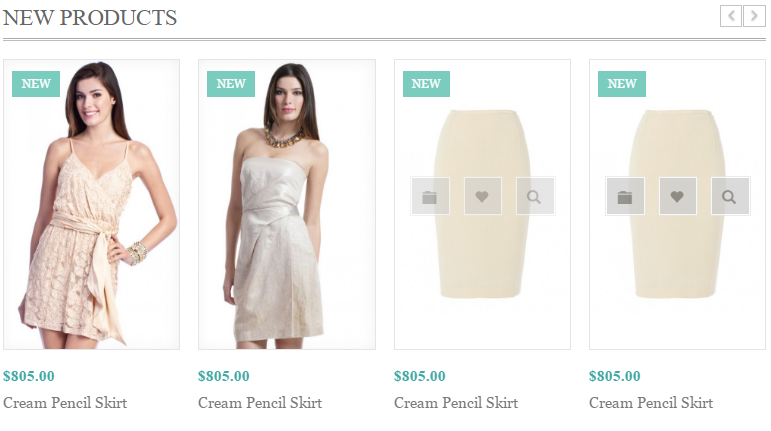 NEW PRODUCTS
NEW NEW NEW NEW
$805.00 $805.00 $805.00 $805.00
Cream Pencil Skirt Cream Pencil Skirt Cream Pencil Skirt Cream Pencil Skirt